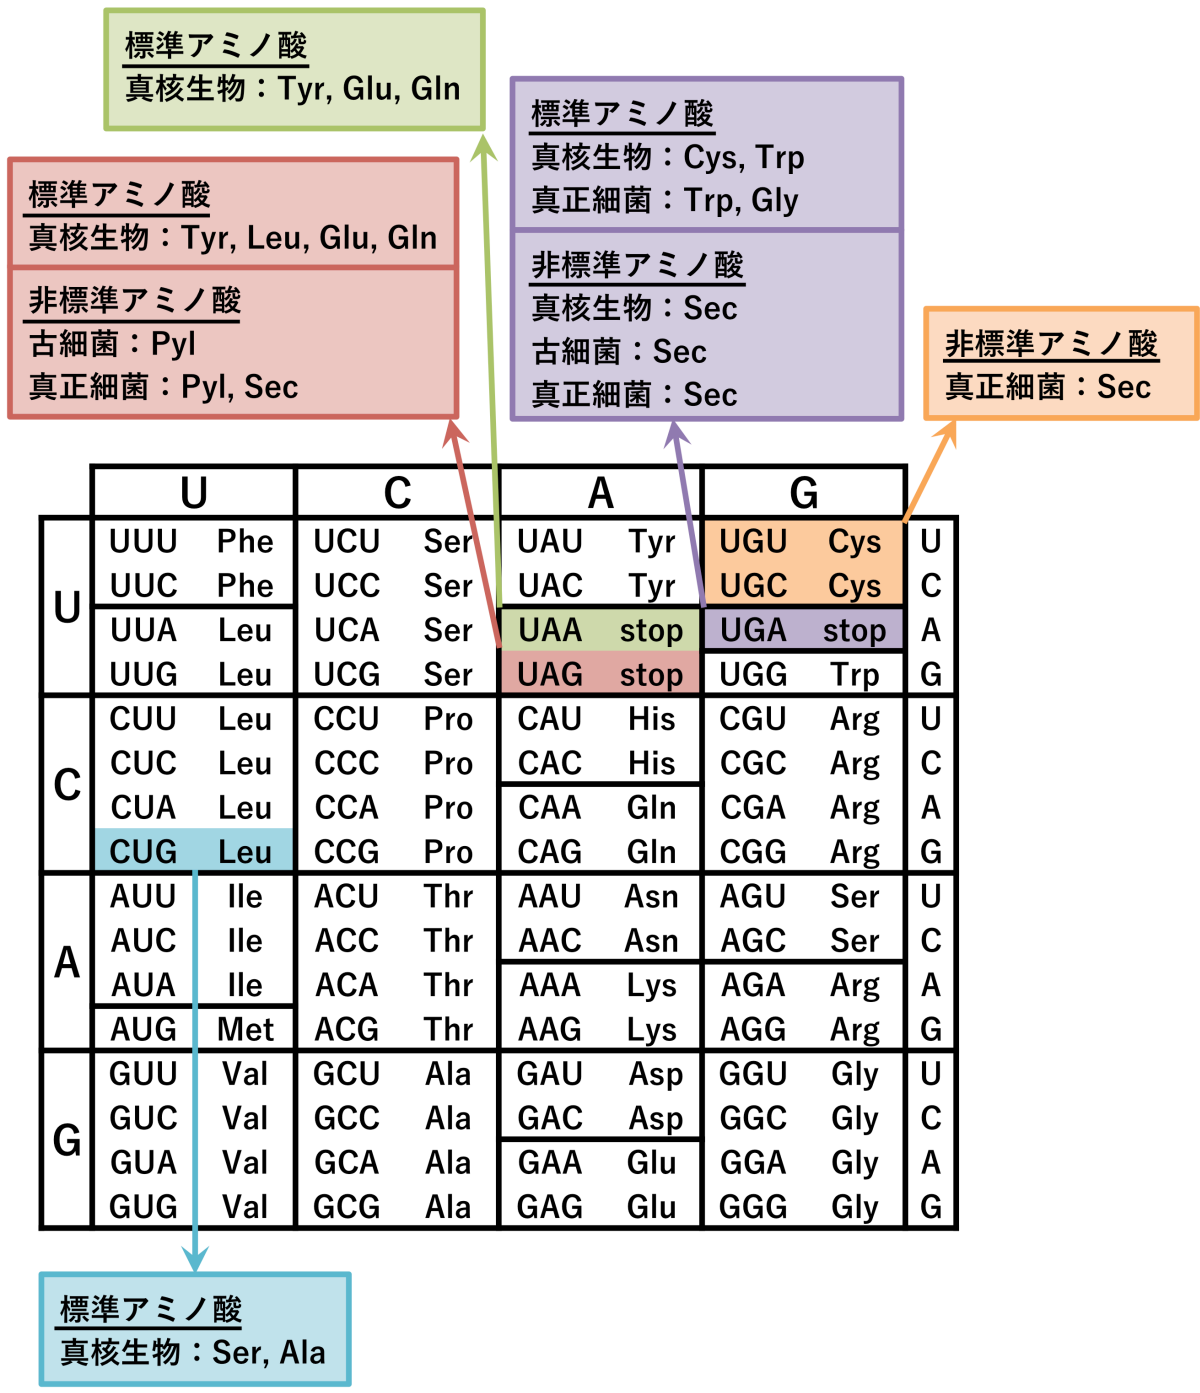 標準アミノ酸
真核生物：Tyr, Glu, Gln
標準アミノ酸
真核生物：Cys, Trp
真正細菌：Trp, Gly
非標準アミノ酸
真核生物：Sec
古細菌：Sec
真正細菌：Sec
標準アミノ酸
真核生物：Tyr, Leu, Glu, Gln
非標準アミノ酸
古細菌：Pyl
真正細菌：Pyl, Sec
非標準アミノ酸
真正細菌：Sec
U C A G
U
UUU Phe UCU Ser UAU Tyr UGU Cys U
UUC Phe UCC Ser UAC Tyr UGC Cys C
UUA Leu UCA Ser UAA stop UGA stop A
UUG Leu UCG Ser UAG stop UGG Trp G
C
CUU Leu CCU Pro CAU His CGU Arg U
CUC Leu CCC Pro CAC His CGC Arg C
CUA Leu CCA Pro CAA Gln CGA Arg A
CUG Leu CCG Pro CAG Gln CGG Arg G
A
AUU Ile ACU Thr AAU Asn AGU Ser U
AUC Ile ACC Thr AAC Asn AGC Ser C
AUA Ile ACA Thr AAA Lys AGA Arg A
AUG Met ACG Thr AAG Lys AGG Arg G
G
GUU Val GCU Ala GAU Asp GGU Gly U
GUC Val GCC Ala GAC Asp GGC Gly C
GUA Val GCA Ala GAA Glu GGA Gly A
GUG Val GCG Ala GAG Glu GGG Gly G
標準アミノ酸
真核生物：Ser, Ala